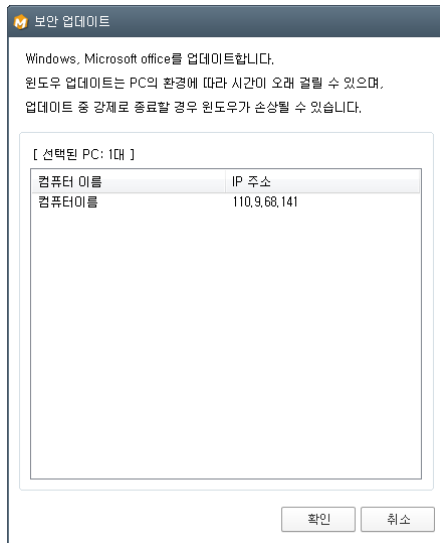 보안 업데이트
Windows, Microsoft office를 업데이트합니다.
윈도우 업데이트는 PC의 환경에 따라 시간이 오래 걸릴 수 있으며,
업데이트 중 강제로 종료할 경우 윈도우가 손상될 수 있습니다.
[ 선택된 PC: 1대 ]
컴퓨터 이름 IP 주소
컴퓨터이름 110.9.68.141
확인 취소